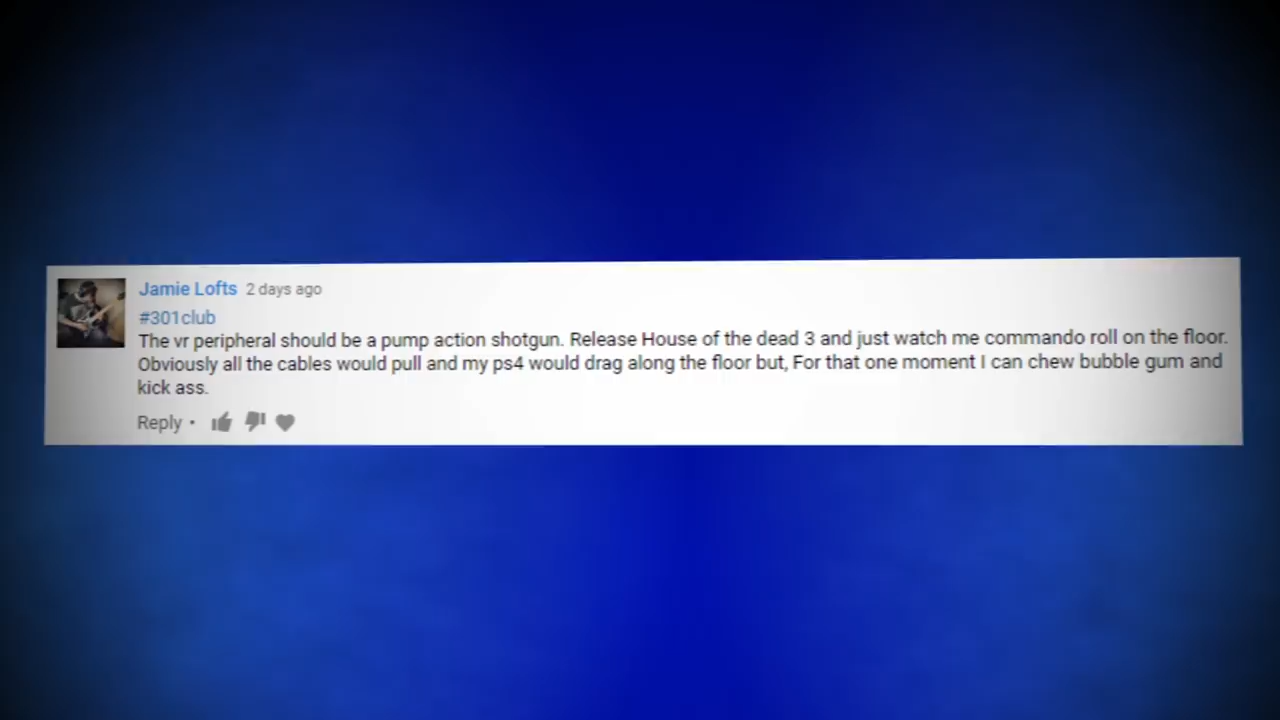 Jamie Lofts 2 days ago
#301club
The vr peripheral should be a pump action shotgun. Release House of the dead 3 and just watch me commando roll on the floor.
Obviously all the cables would pull and my ps4 would drag along the floor but, For that one moment I can chew bubble gum and
kick ass.
Reply •